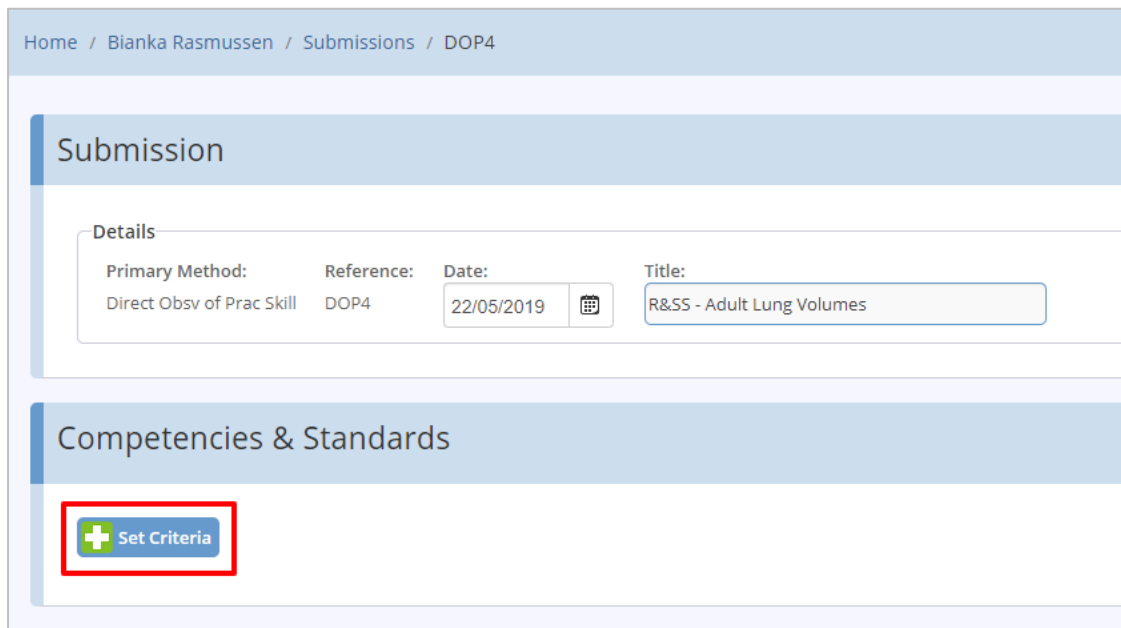 Home / Bianka Rasmussen / Submissions / DOP4
Submission
Details
Primary Method: Reference: Date: Title:
Direct Obsv of Prac Skill DOP4 22/05/2019 R&SS - Adult Lung Volumes
Competencies & Standards
Set Criteria